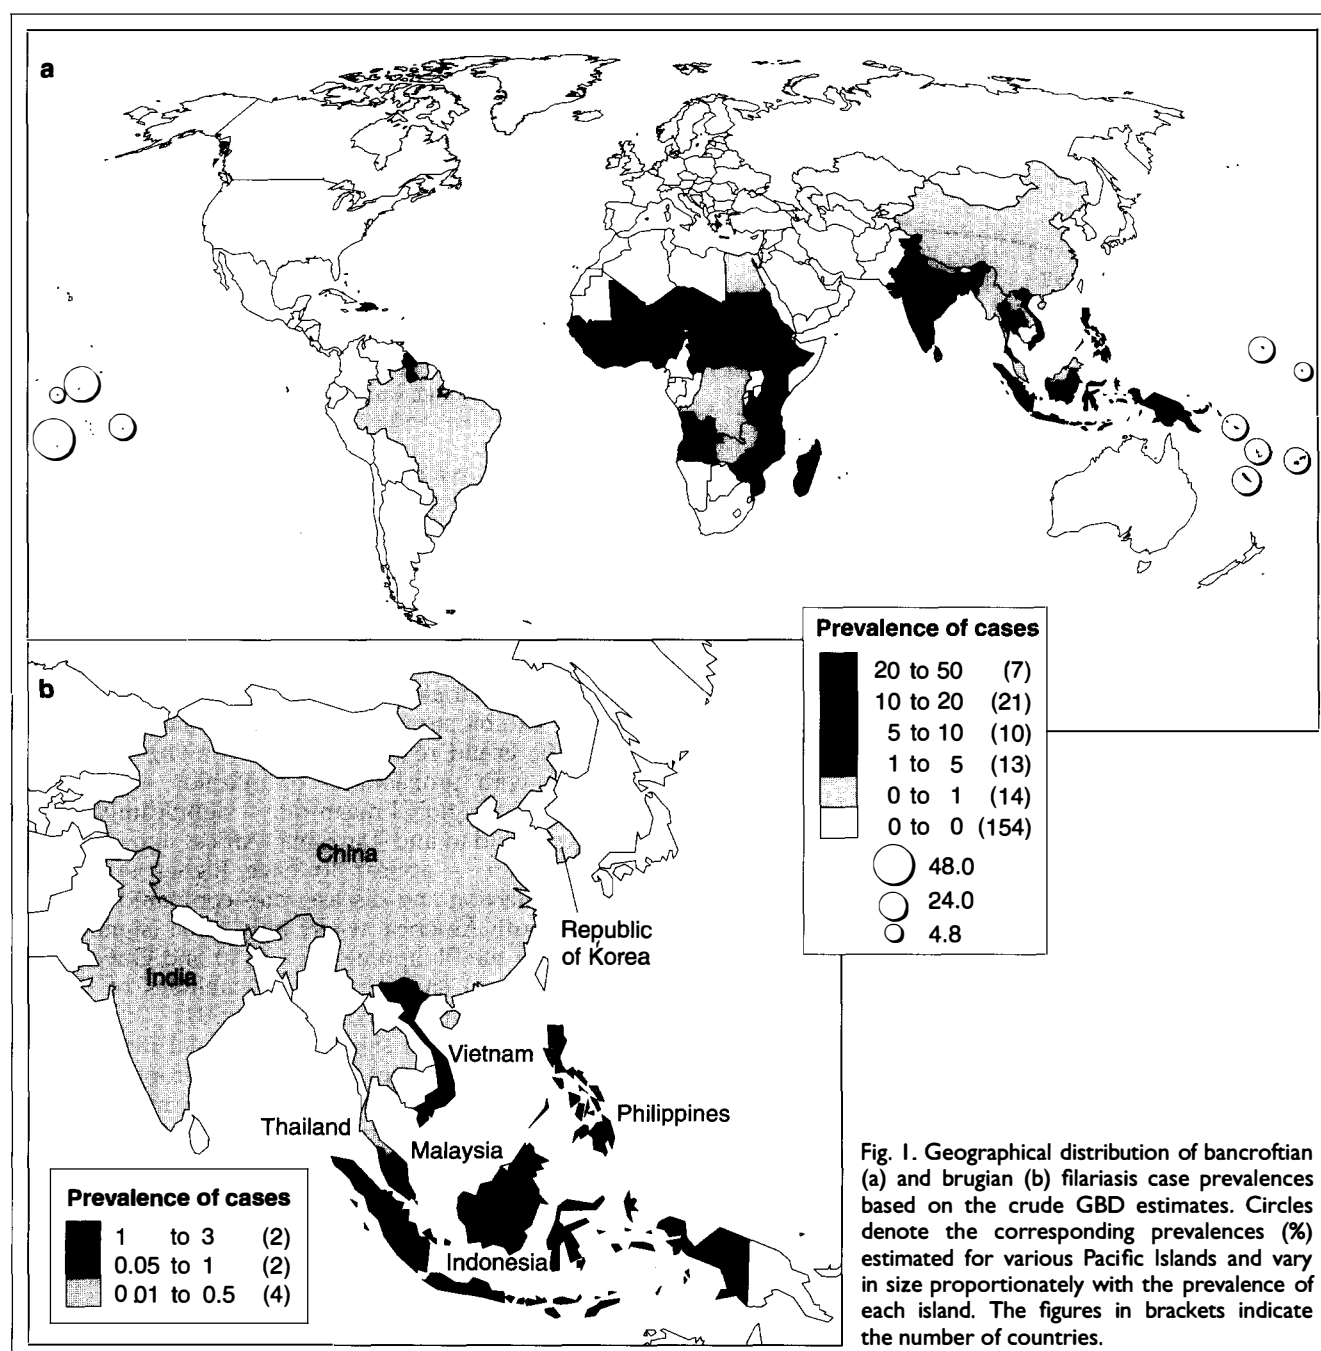 a
Prevalence of cases
20 to 50 (7)
10 to 20 (21)
5 to 10 (10)
1 to 5 (13)
0 to 1 (14)
0 to 0 (154)
48.0
24.0
4.8
b
China
Republic
of Korea
India
Vietnam
Philippines
Thailand
Malaysia
Indonesia
Prevalence of cases
1 to 3 (2)
0.05 to 1 (2)
0.01 to 0.5 (4)
Fig. 1. Geographical distribution of bancroftian
(a) and brugian (b) filariasis case prevalences
based on the crude GBD estimates. Circles
denote the corresponding prevalences (%)
estimated for various Pacific Islands and vary
in size proportionately with the prevalence of
each island. The figures in brackets indicate
the number of countries.